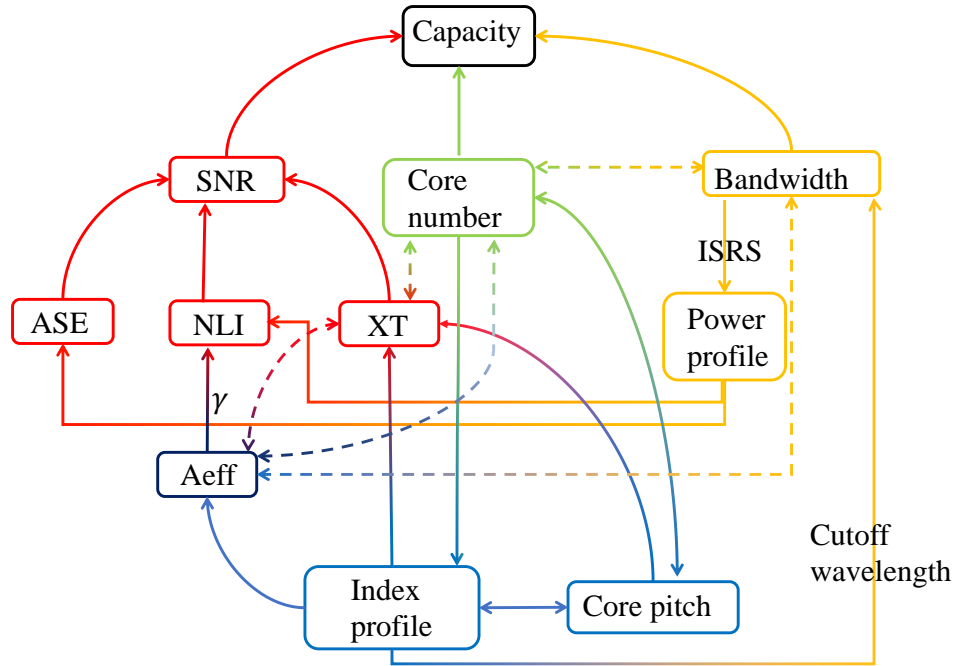 Capacity
SNR
Core
number
Bandwidth
ISRS
ASE
NLI
XT
Power
profile
γ
Aeff
Cutoff
wavelength
Index
profile
Core pitch